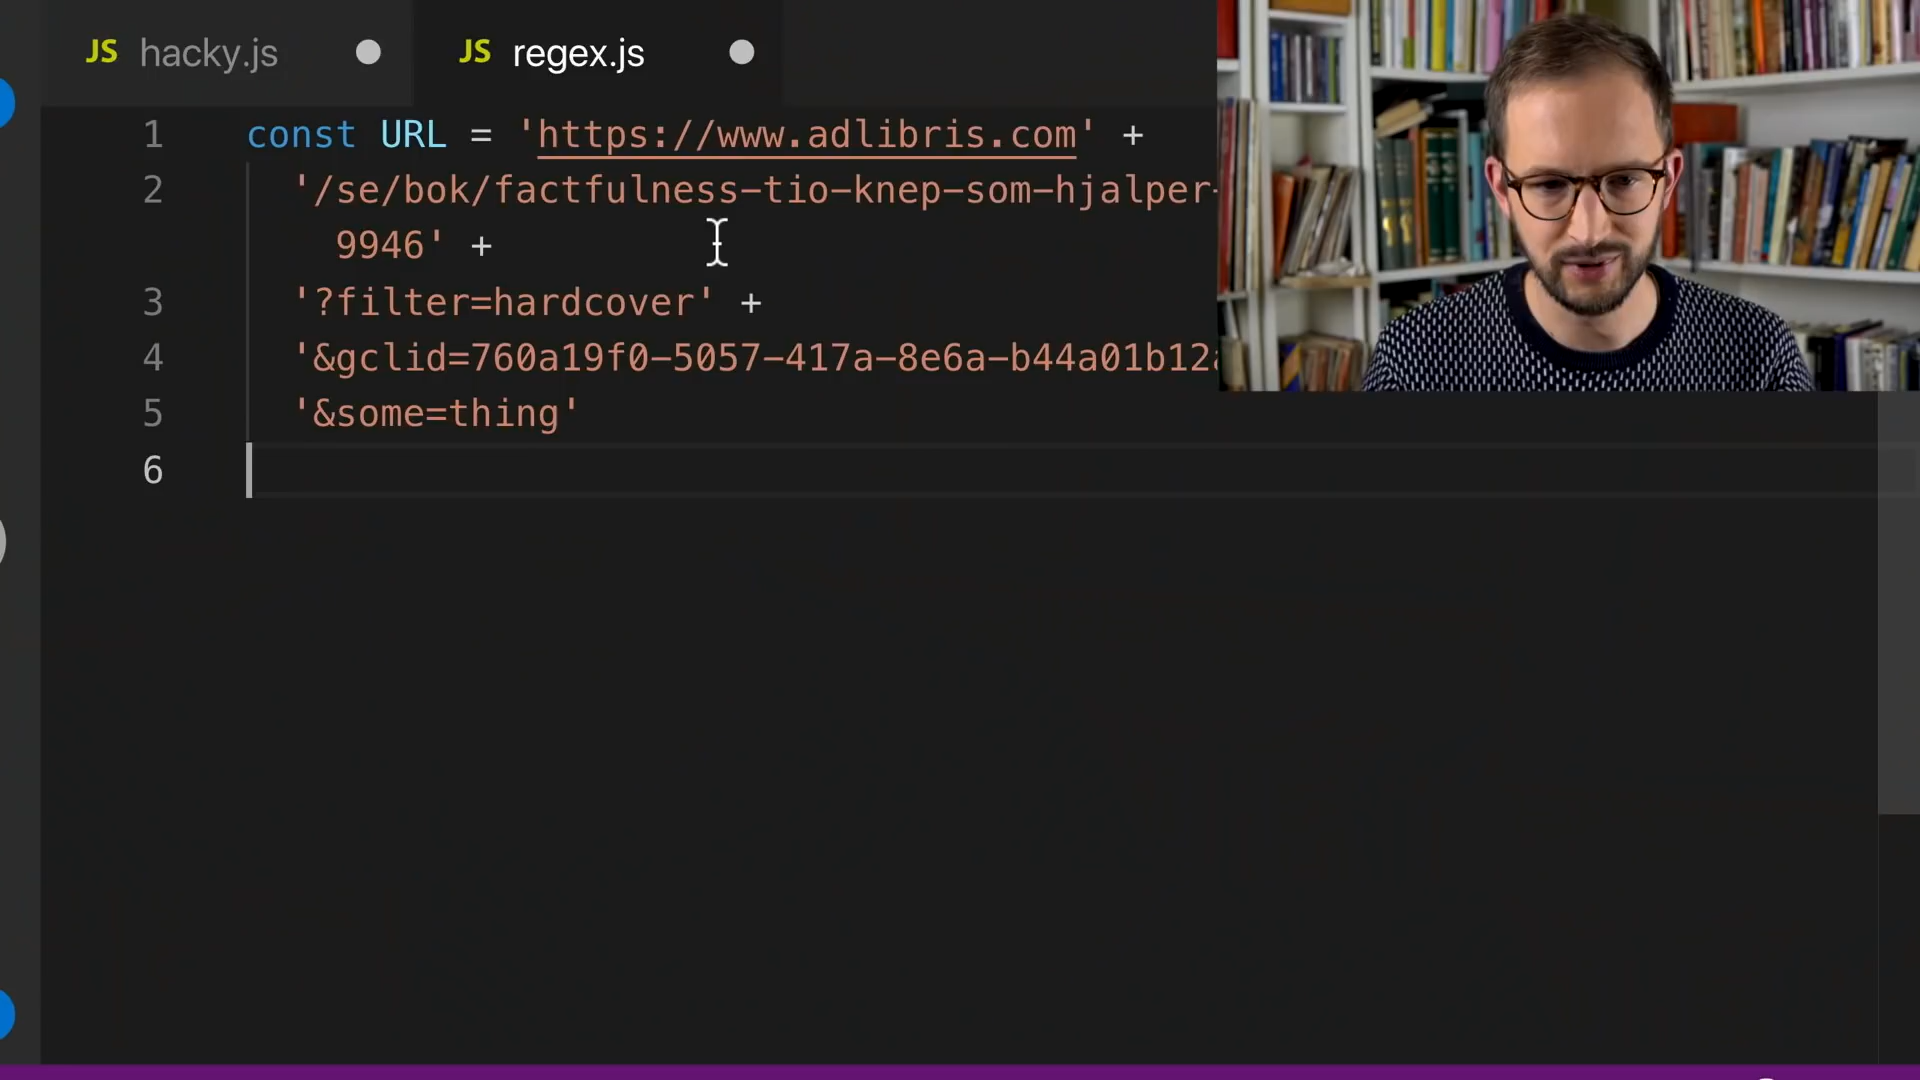 JS hacky.js
JS regex.js
1 const URL = 'https://www.adlibris.com' +
2 '/se/bok/factfulness-tio-knep-som-hjalper-
9946' +
3 '?filter=hardcover' +
4 '&gclid=760a19f0-5057-417a-8e6a-b44a01b12a
5 '&some=thing'
6